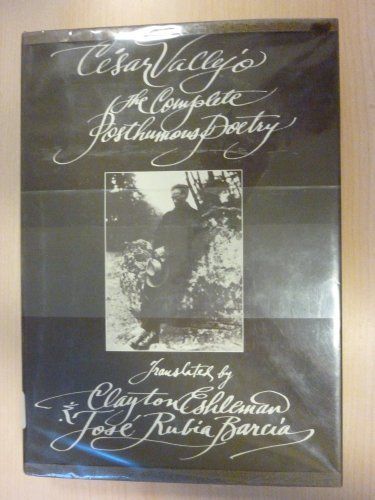 César Vallejo
the Complete
Posthumous Poetry
Translated by
Clayton Eshleman
& José Rubia Barcia